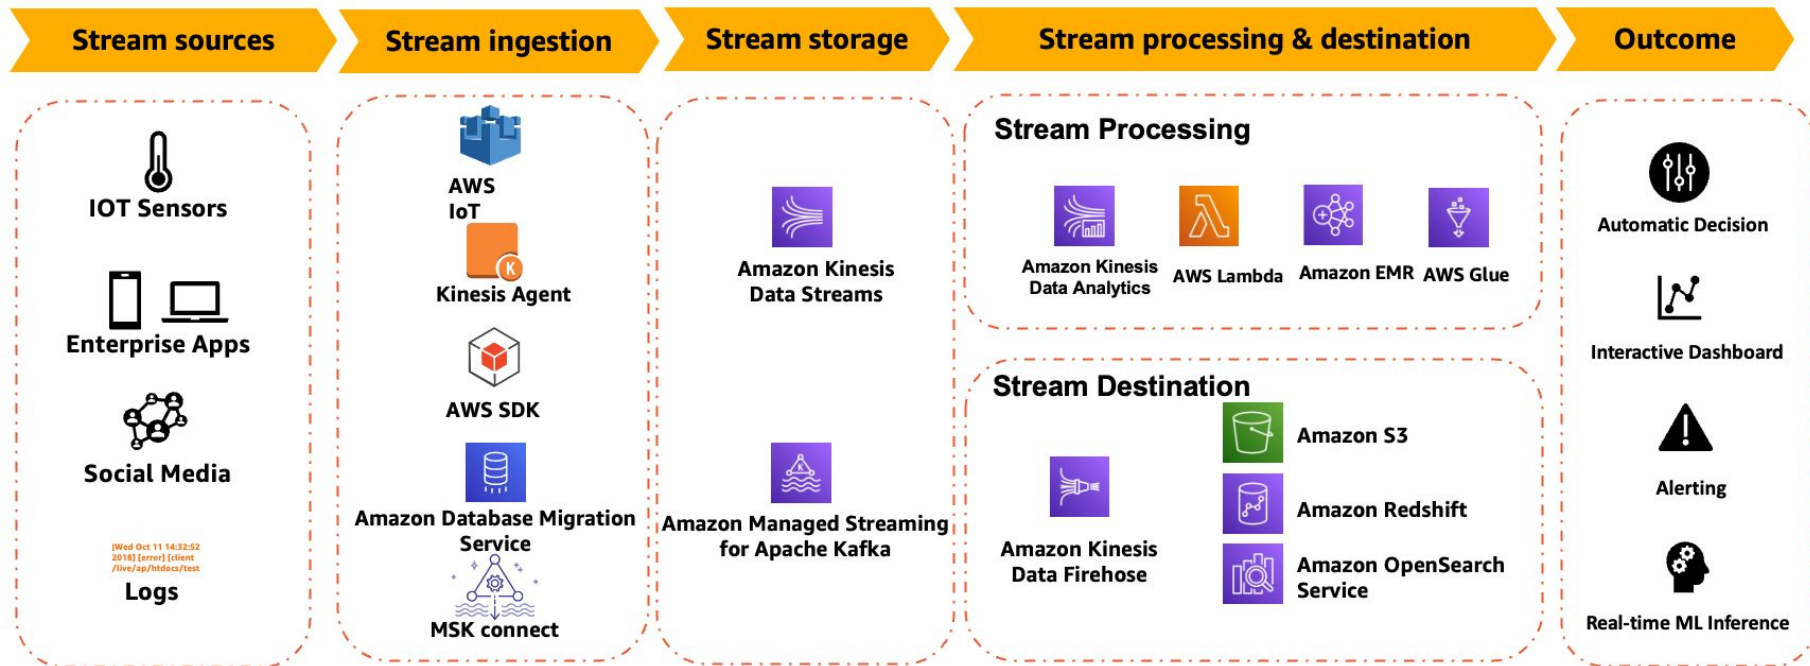 Stream sources
Stream ingestion
Stream storage
Stream processing & destination
Outcome
IOT Sensors
Enterprise Apps
Social Media
[Wed Oct 11 14:32:52
2018] [error] [client
/live/ap/htdocs/test
Logs
AWS
IoT
K
Kinesis Agent
AWS SDK
Amazon Database Migration
Service
MSK connect
Amazon Kinesis
Data Streams
K
Amazon Managed Streaming
for Apache Kafka
Stream Processing
Amazon Kinesis
Data Analytics
AWS Lambda
Amazon EMR
AWS Glue
Stream Destination
Amazon Kinesis
Data Firehose
Amazon S3
Amazon Redshift
Amazon OpenSearch
Service
Automatic Decision
Interactive Dashboard
Alerting
Real-time ML Inference